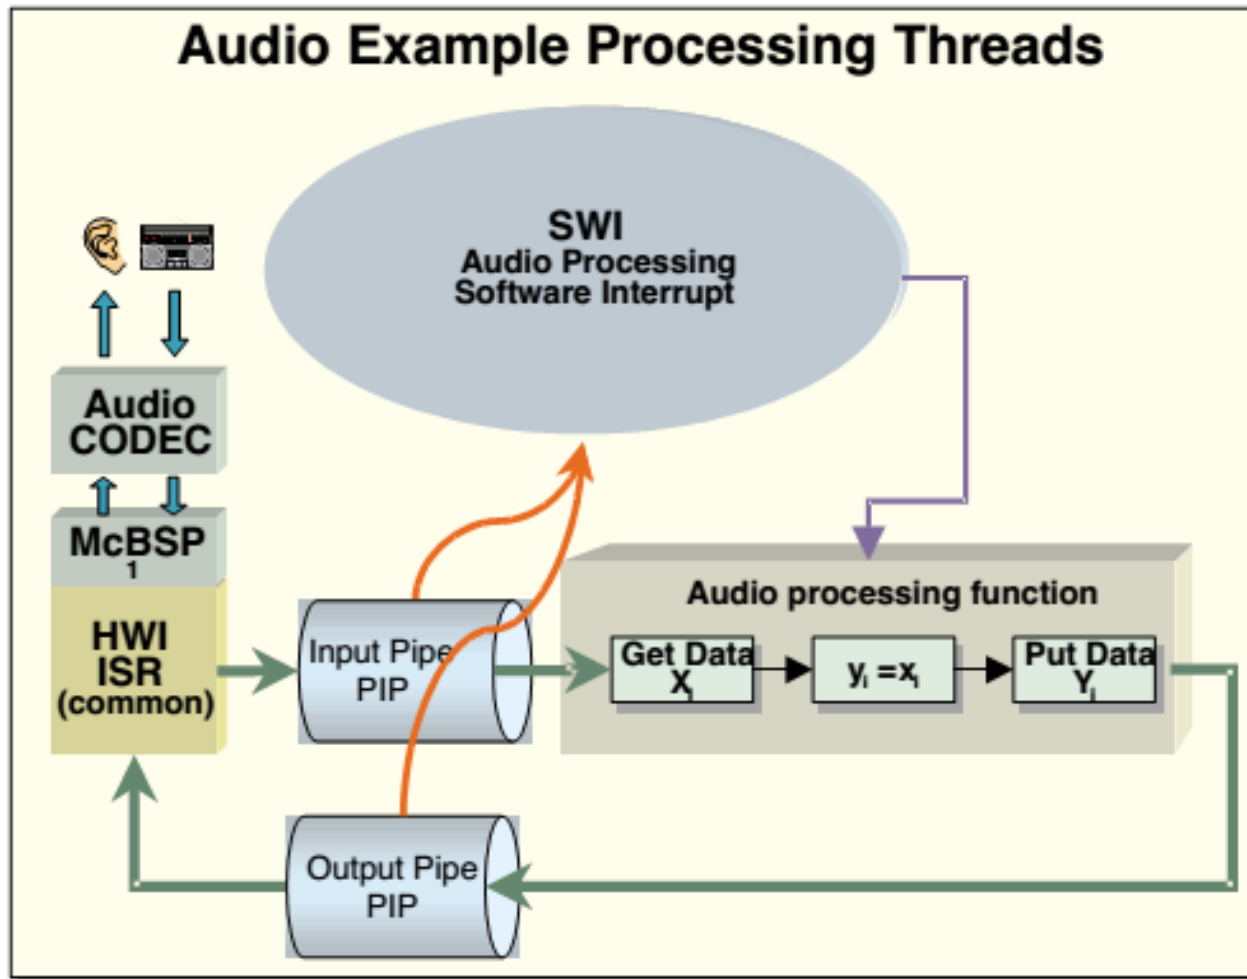 Audio Example Processing Threads
SWI
Audio Processing
Software Interrupt
Audio
CODEC
McBSP
1
HWI
ISR
(common)
Input Pipe
PIP
Audio processing function
Get Data
Xi
yi =xi
Put Data
Yi
Output Pipe
PIP